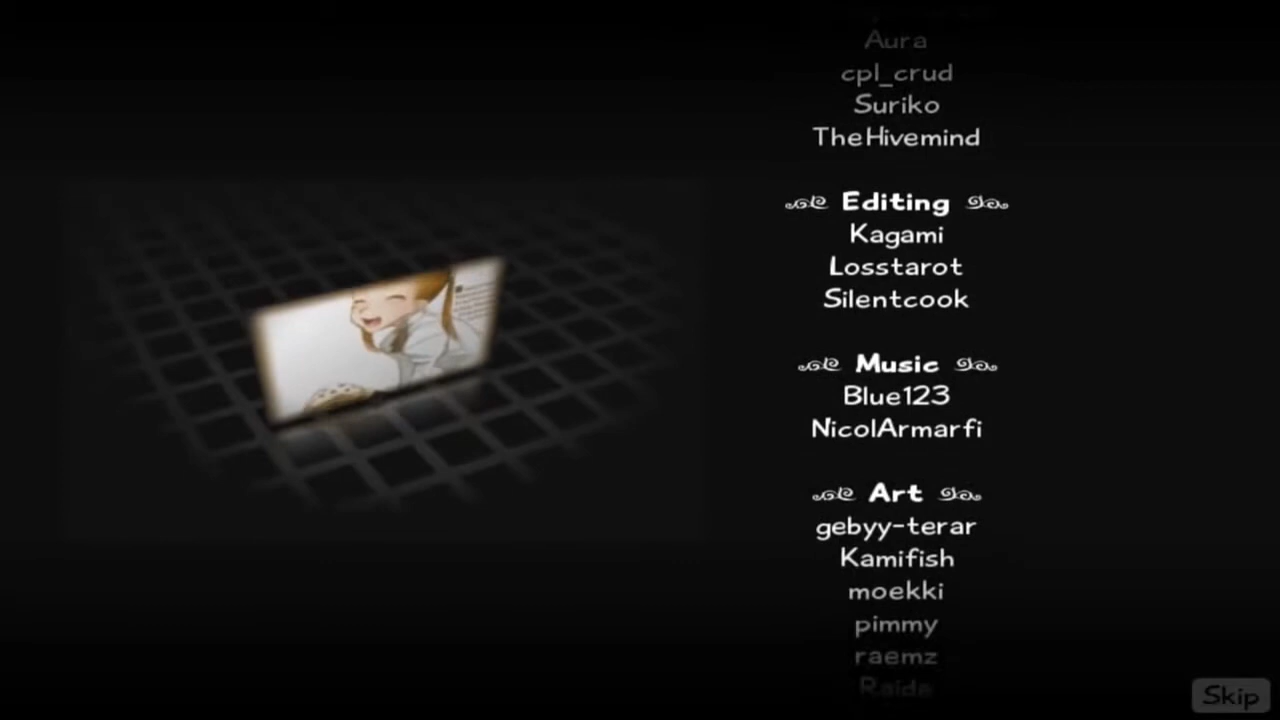 Aura
cpl_crud
Suriko
TheHivemind
Editing
Kagami
Losstarot
Silentcook
Music
Blue123
NicolArmarfi
Art
gebyy-terar
Kamifish
moekki
pimmy
raemz
Raide
Skip